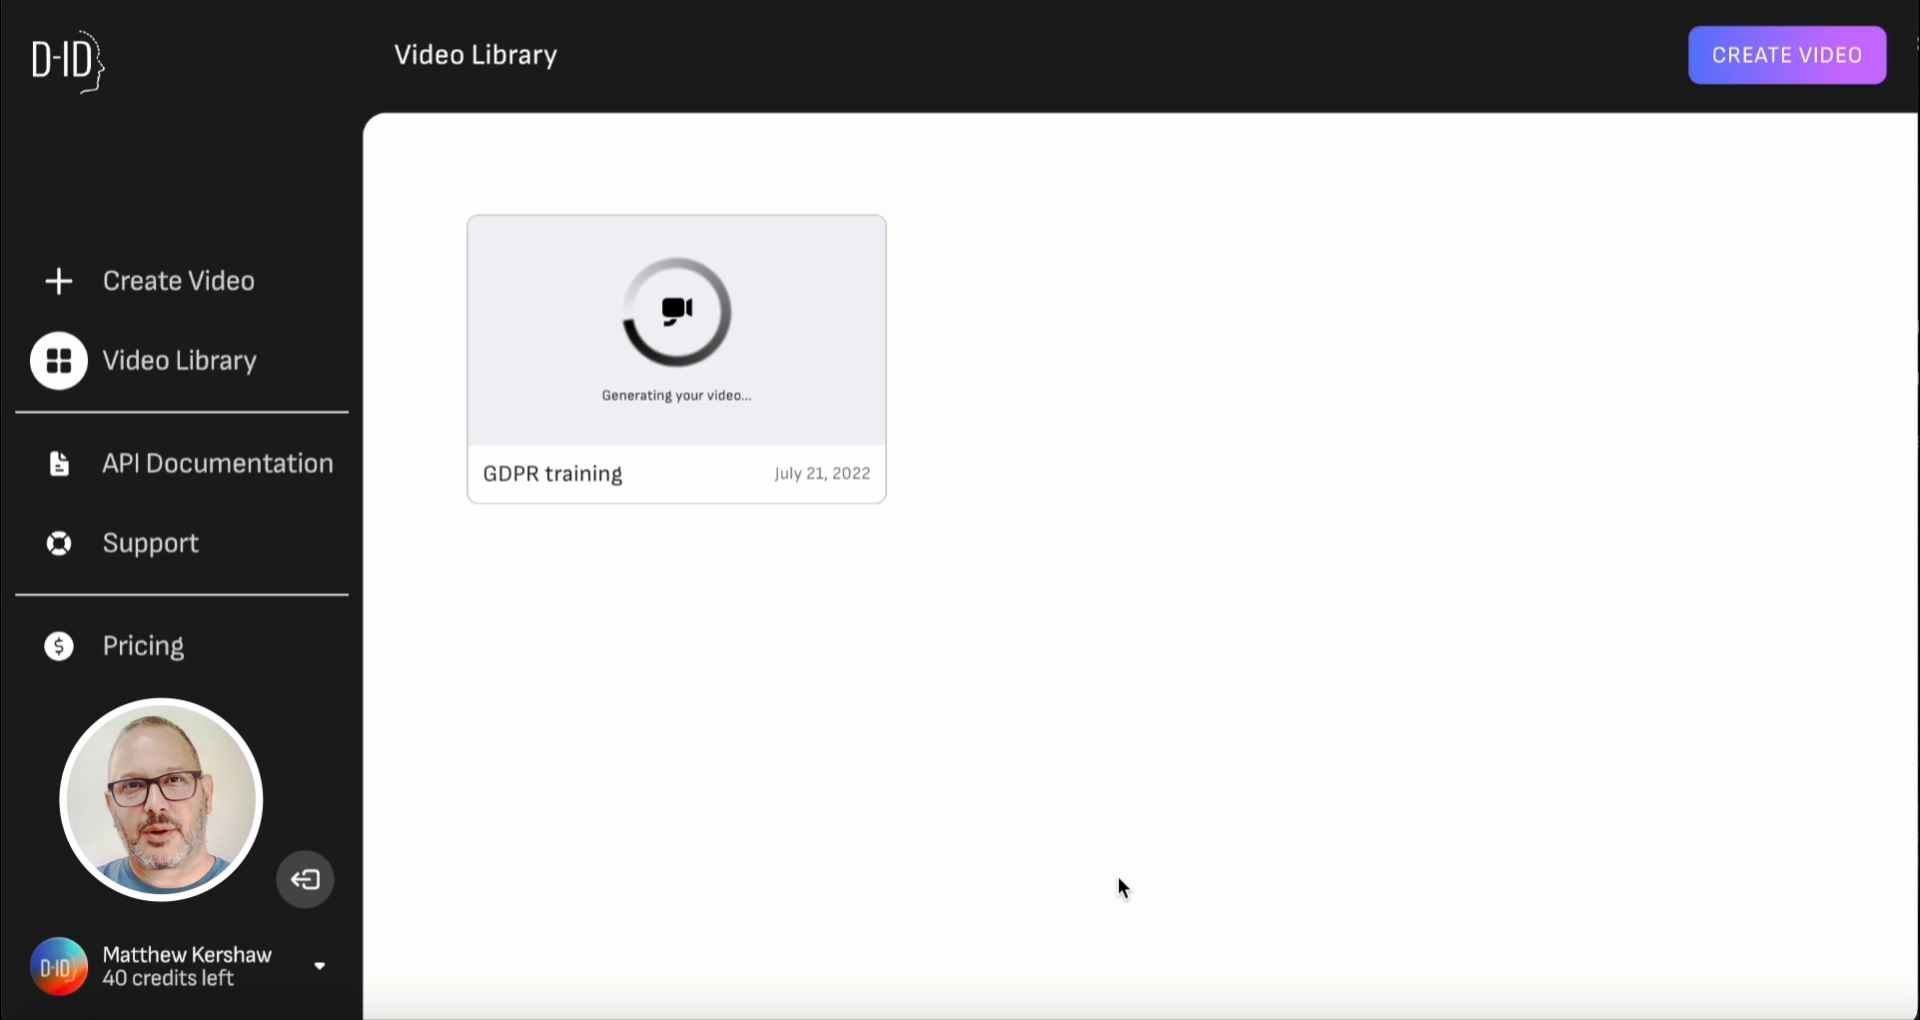 D-ID
Video Library
CREATE VIDEO
Create Video
Video Library
API Documentation
Support
Pricing
D-ID
Matthew Kershaw
40 credits left
Generating your video...
GDPR training
July 21, 2022